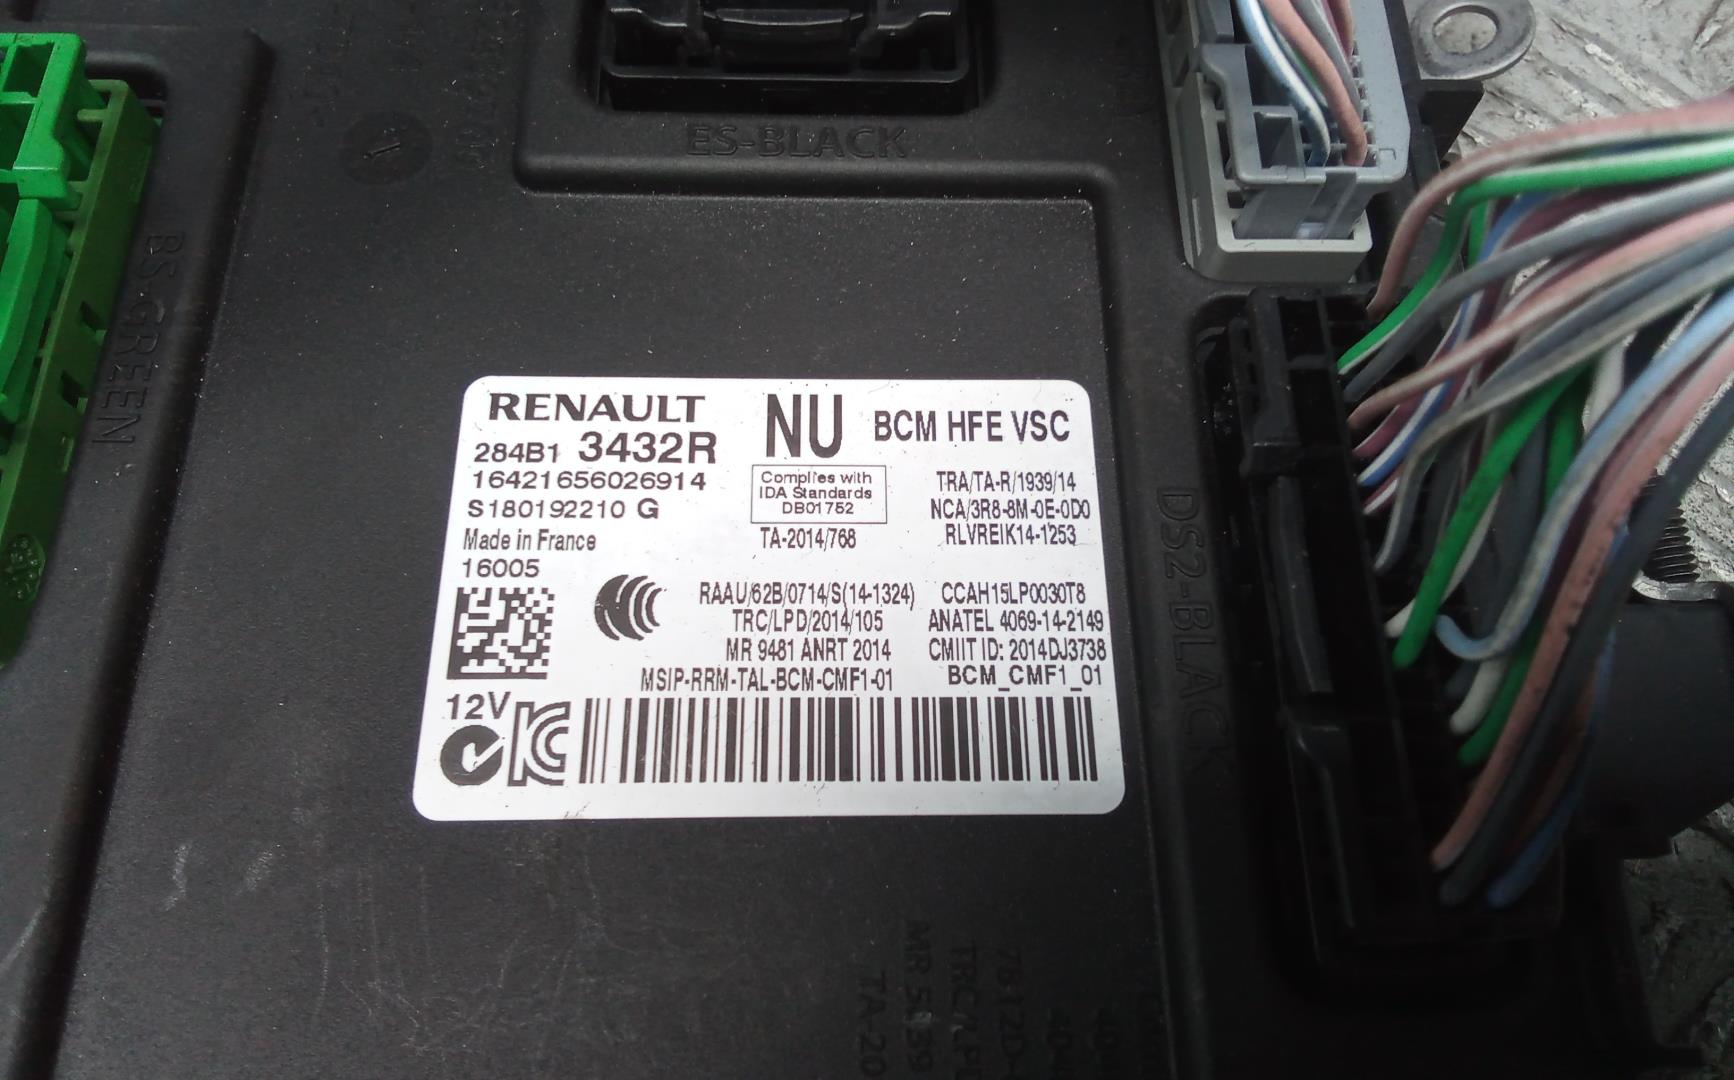 ES-BLACK
BS-GREEN
RENAULT
NU
BCM HFE VSC
284B1 3432R
16421656026914
S180192210 G
Made in France
16005
Complies with
IDA Standards
DB01752
TA-2014/768
TRA/TA-R/1939/14
NCA/3R8-8M-0E-0D0
RLVREIK14-1253
RAAU/62B/0714/S(14-1324)
TRC/LPD/2014/105
MR 9481 ANRT 2014
MSIP-RRM-TAL-BCM-CMF1-01
CCAH15LP0030T8
ANATEL 4069-14-2149
CMIIT ID: 2014DJ3738
BCM_CMF1_01
12V
DS2-BLACK
TA-20